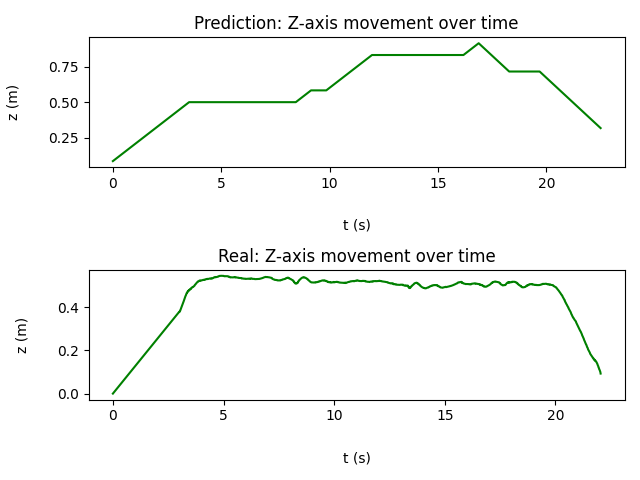 Prediction: Z-axis movement over time
z (m)
0.75
0.50
0.25
0 5 10 15 20
t (s)
Real: Z-axis movement over time
z (m)
0.4
0.2
0.0
0 5 10 15 20
t (s)